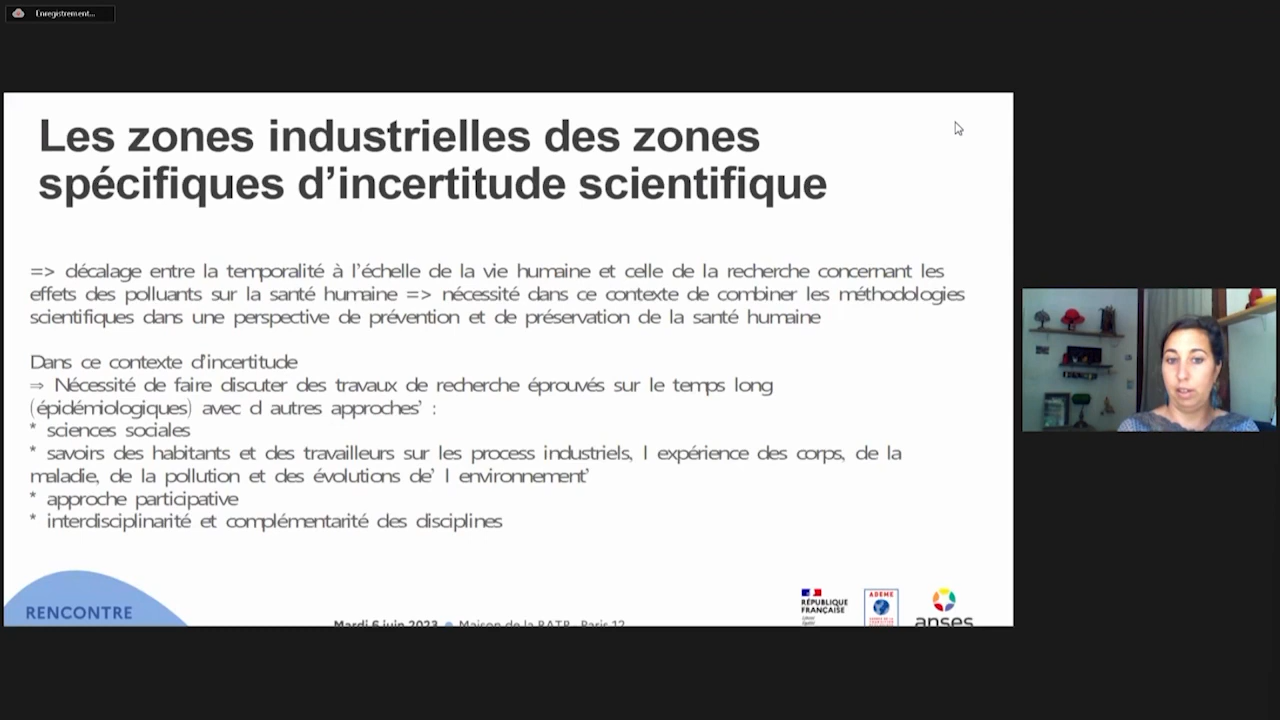 Enregistrement...
Les zones industrielles des zones
spécifiques d’incertitude scientifique
=> décalage entre la temporalité à l’échelle de la vie humaine et celle de la recherche concernant les
effets des polluants sur la santé humaine => nécessité dans ce contexte de combiner les méthodologies
scientifiques dans une perspective de prévention et de préservation de la santé humaine
Dans ce contexte d’incertitude
⇒ Nécessité de faire discuter des travaux de recherche éprouvés sur le temps long
(épidémiologiques) avec d autres approches’ :
* sciences sociales
* savoirs des habitants et des travailleurs sur les process industriels, l expérience des corps, de la
maladie, de la pollution et des évolutions de’ l environnement’
* approche participative
* interdisciplinarité et complémentarité des disciplines
RENCONTRE
Mardi 6 juin 2023 ● Maison de la RATP, Paris 12
RÉPUBLIQUE
FRANÇAISE
ADEME
anses